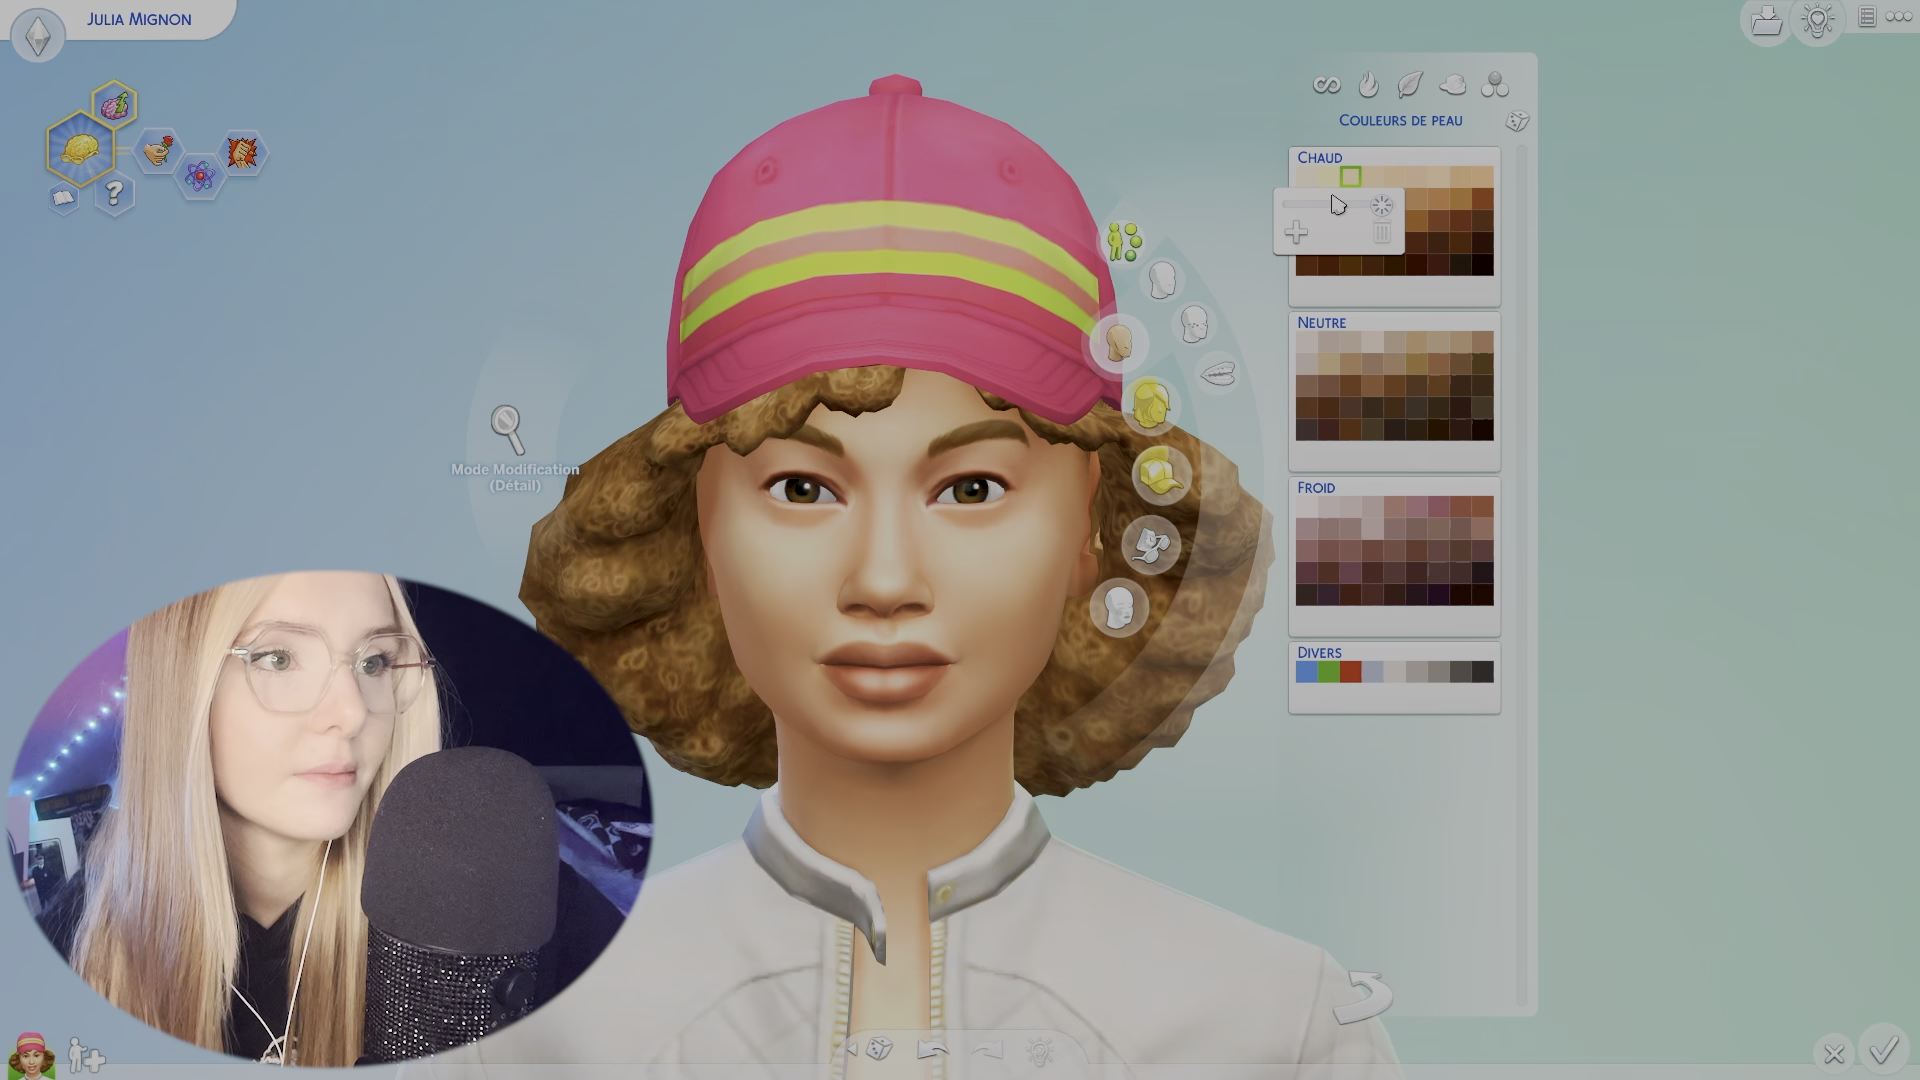 JULIA MIGNON
COULEURS DE PEAU
CHAUD
NEUTRE
FROID
DIVERS
Mode Modification
(Détail)